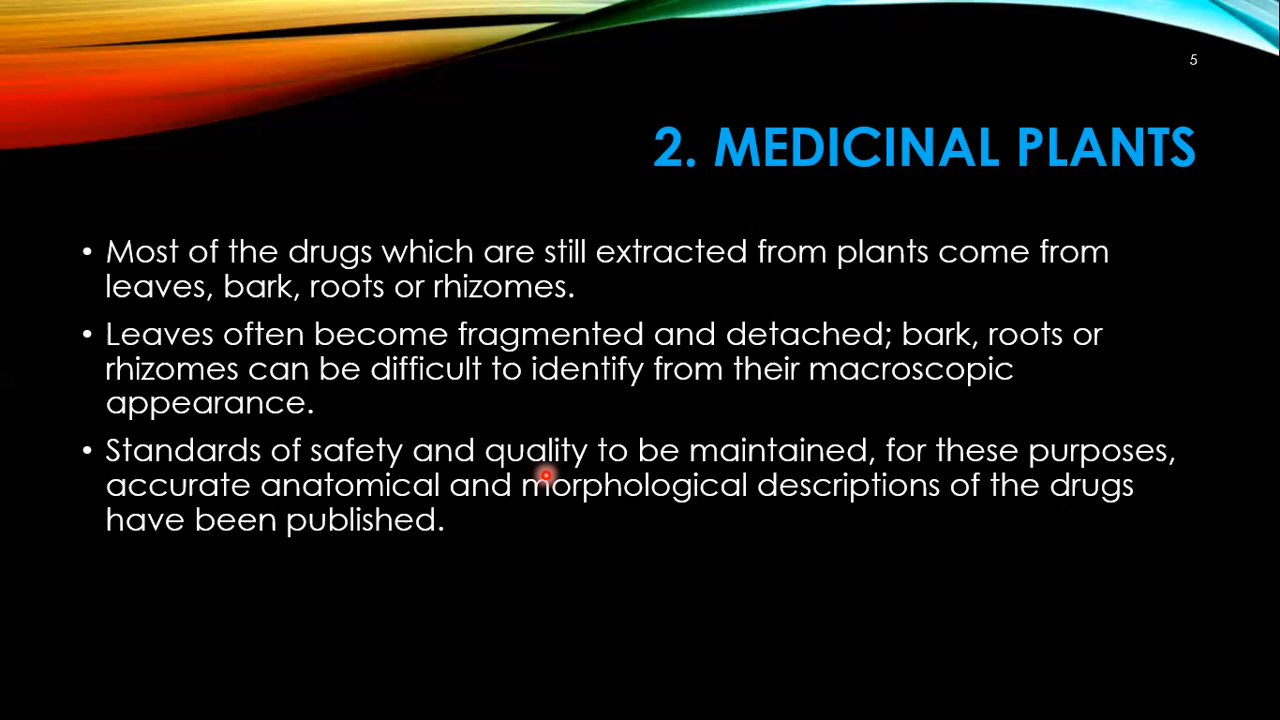 5
2. MEDICINAL PLANTS
• Most of the drugs which are still extracted from plants come from
leaves, bark, roots or rhizomes.
• Leaves often become fragmented and detached; bark, roots or
rhizomes can be difficult to identify from their macroscopic
appearance.
• Standards of safety and quality to be maintained, for these purposes,
accurate anatomical and morphological descriptions of the drugs
have been published.